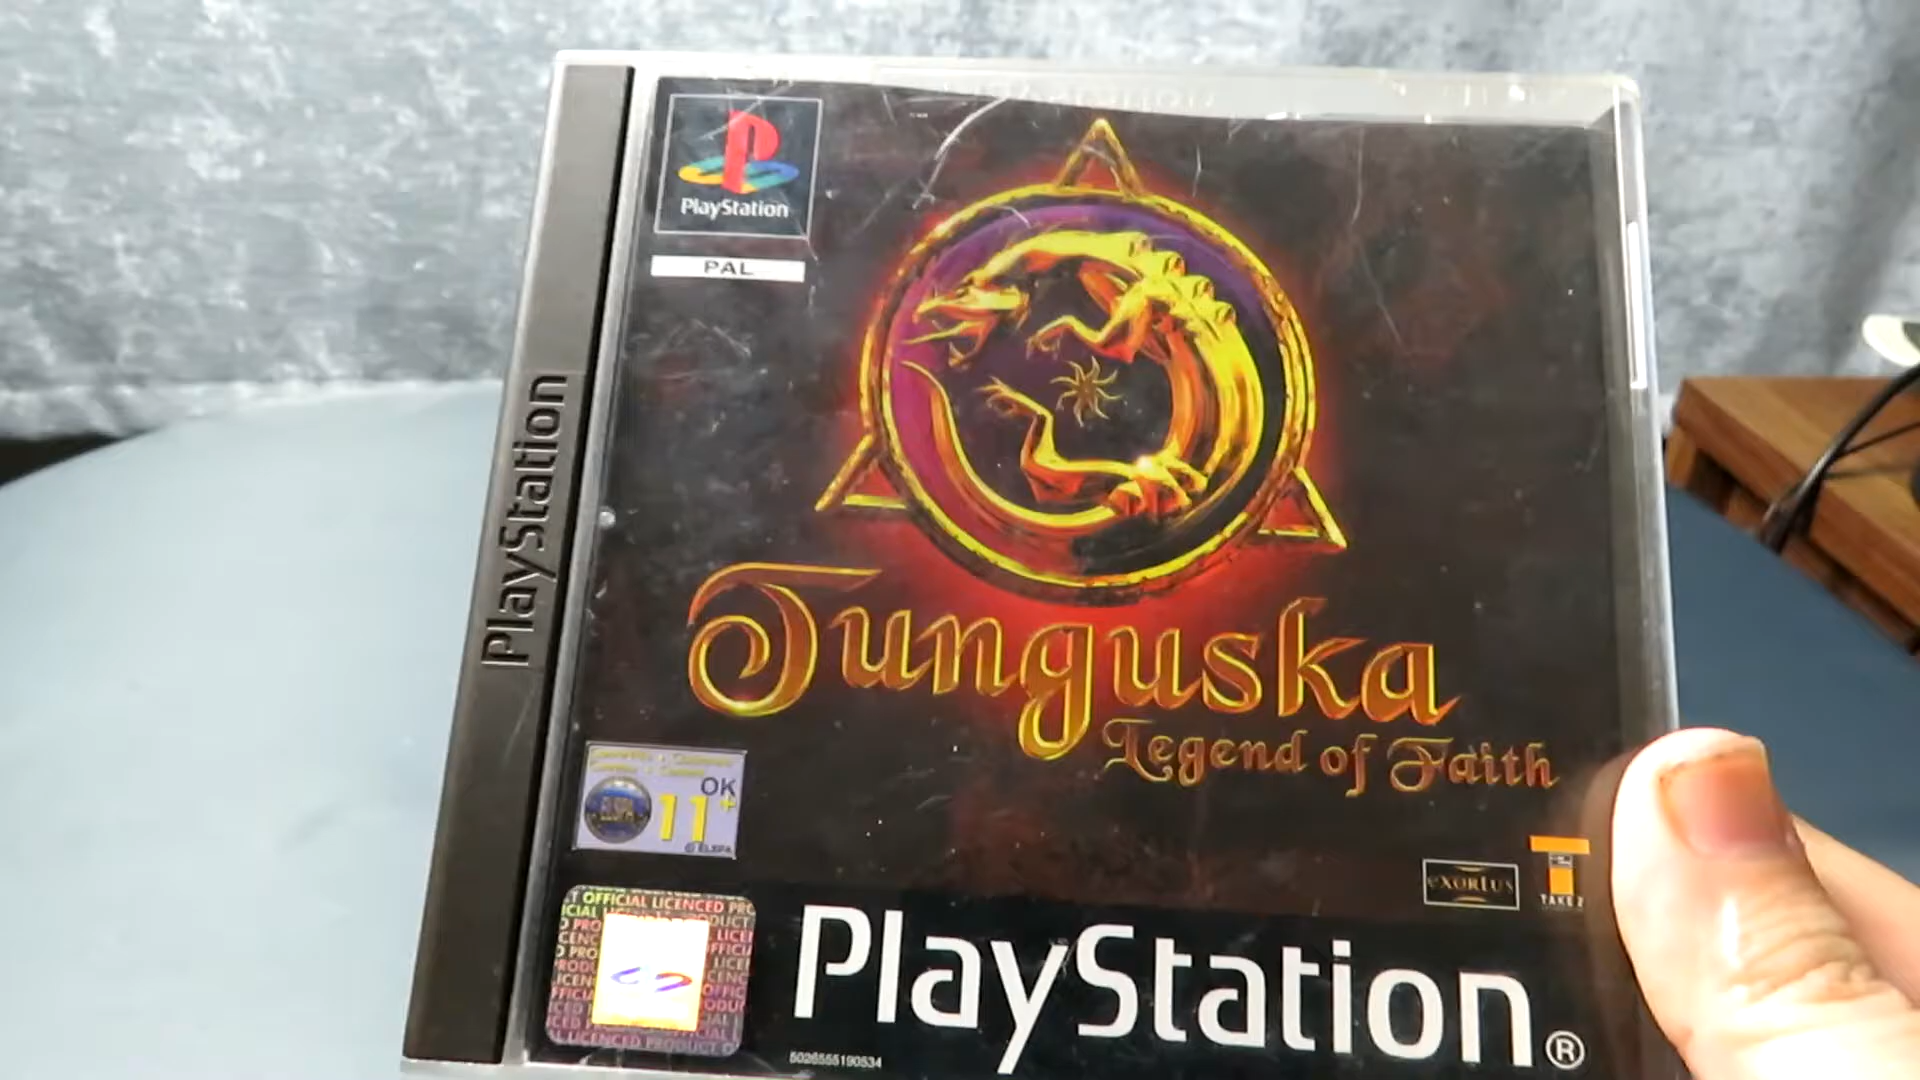 PlayStation
PlayStation
PAL
Tunguska
Legend of Faith
OK
11+
© ELSPA
eXORtUS
TAKE 2
OFFICIAL LICENCED PRODUCT
PlayStation®
5026555190534